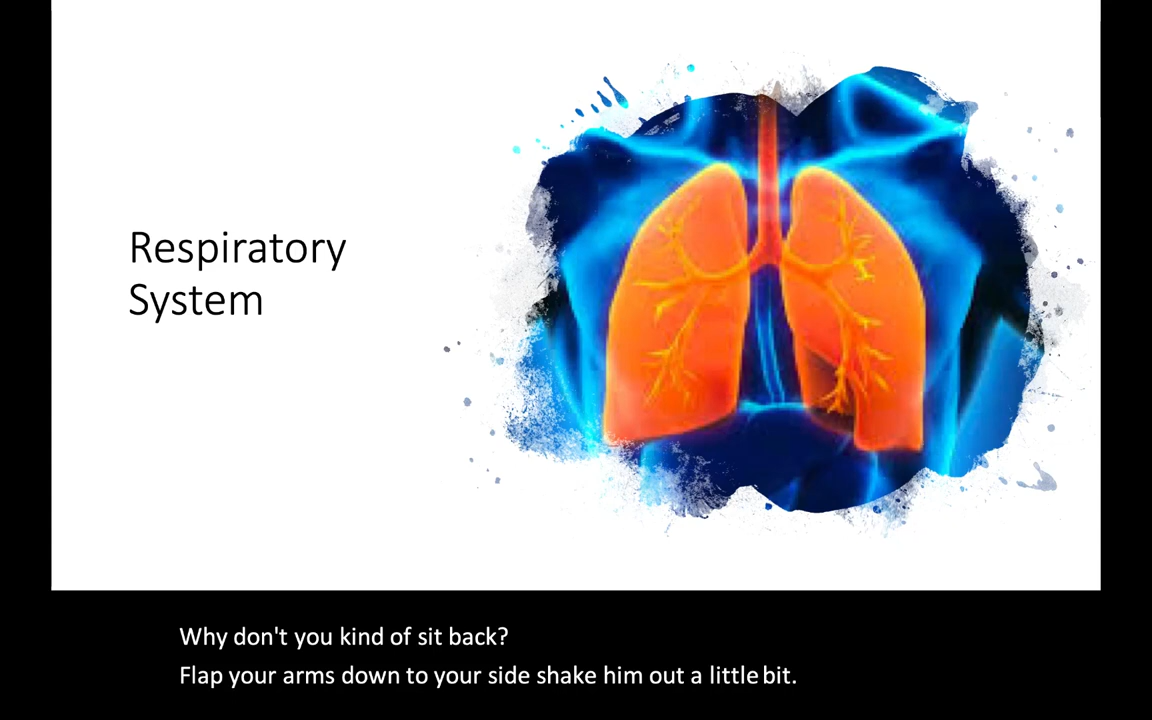 Respiratory
System
Why don't you kind of sit back?
Flap your arms down to your side shake him out a little bit.